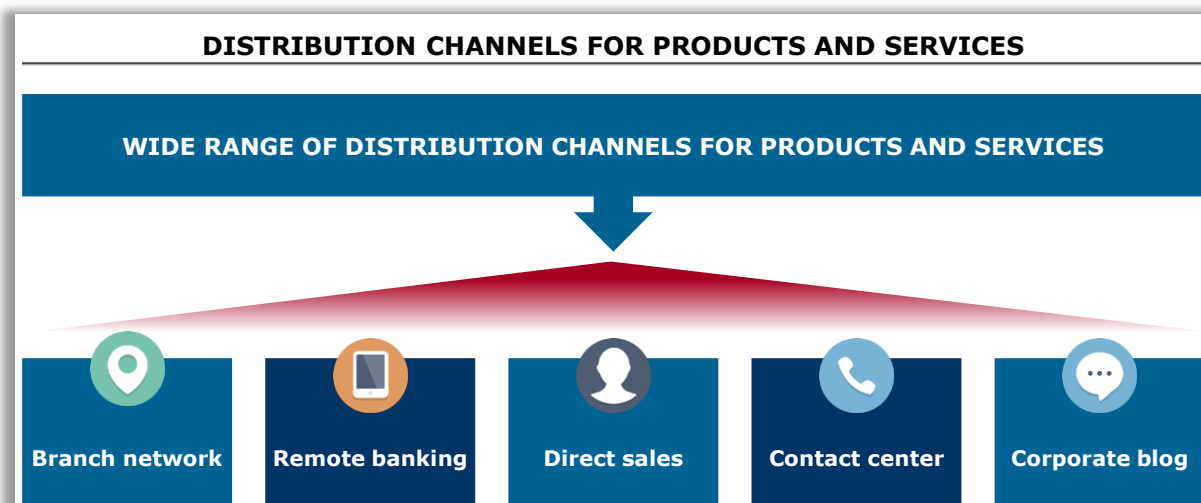 DISTRIBUTION CHANNELS FOR PRODUCTS AND SERVICES
WIDE RANGE OF DISTRIBUTION CHANNELS FOR PRODUCTS AND SERVICES
Branch network
Remote banking
Direct sales
Contact center
Corporate blog